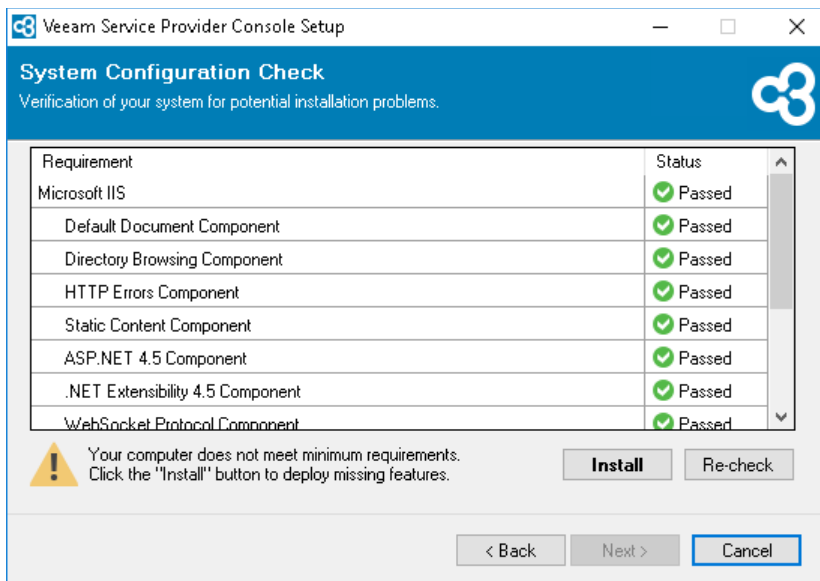 Veeam Service Provider Console Setup
System Configuration Check
Verification of your system for potential installation problems.
Requirement Status
Microsoft IIS Passed
Default Document Component Passed
Directory Browsing Component Passed
HTTP Errors Component Passed
Static Content Component Passed
ASP.NET 4.5 Component Passed
.NET Extensibility 4.5 Component Passed
WebSocket Protocol Component Passed
Your computer does not meet minimum requirements.
Click the "Install" button to deploy missing features.
Install Re-check
< Back Next > Cancel